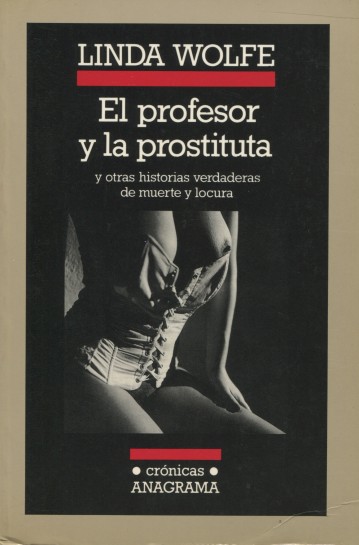 LINDA WOLFE
El profesor
y la prostituta
y otras historias verdaderas
de muerte y locura
• crónicas •
ANAGRAMA